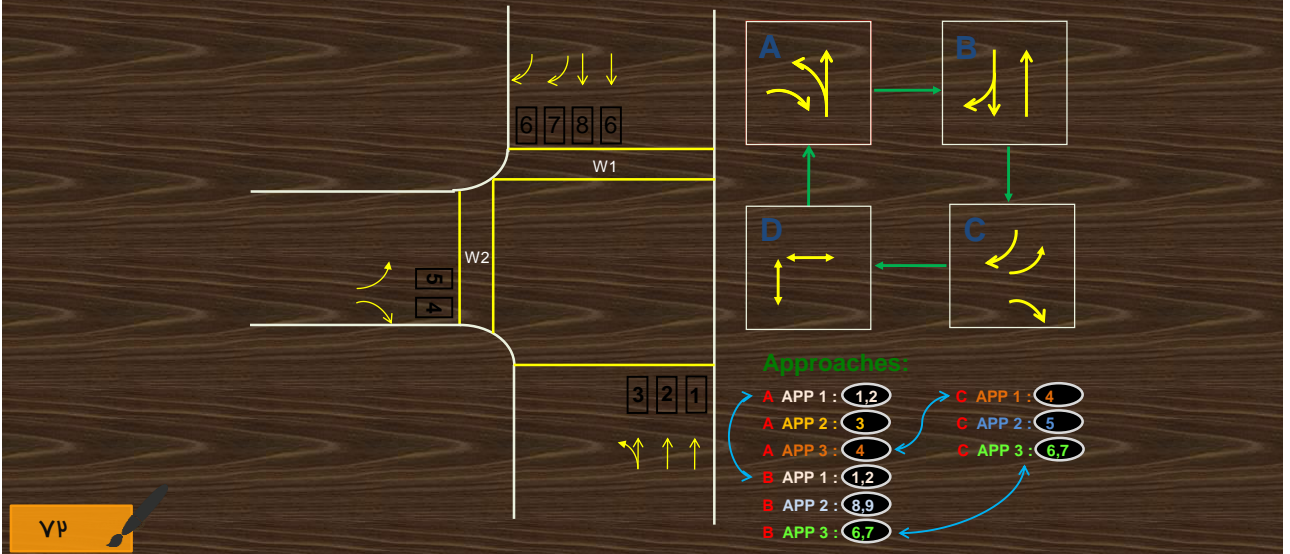 A B
6 7 8 6
W1
W2
D C
5
4
3 2 1
Approaches:
A APP 1 : 1,2
A APP 2 : 3
A APP 3 : 4
B APP 1 : 1,2
B APP 2 : 8,9
B APP 3 : 6,7
C APP 1 : 4
C APP 2 : 5
C APP 3 : 6,7
۷۲